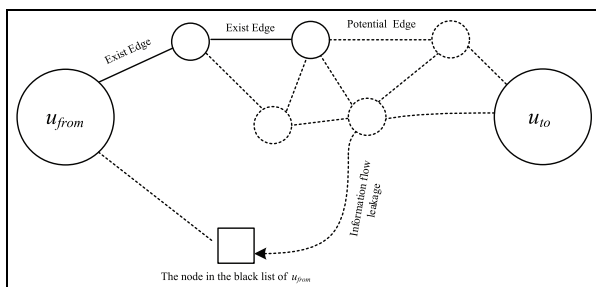 Exist Edge
Exist Edge
Potential Edge
u_from
u_to
Information flow
leakage
The node in the black list of u_from